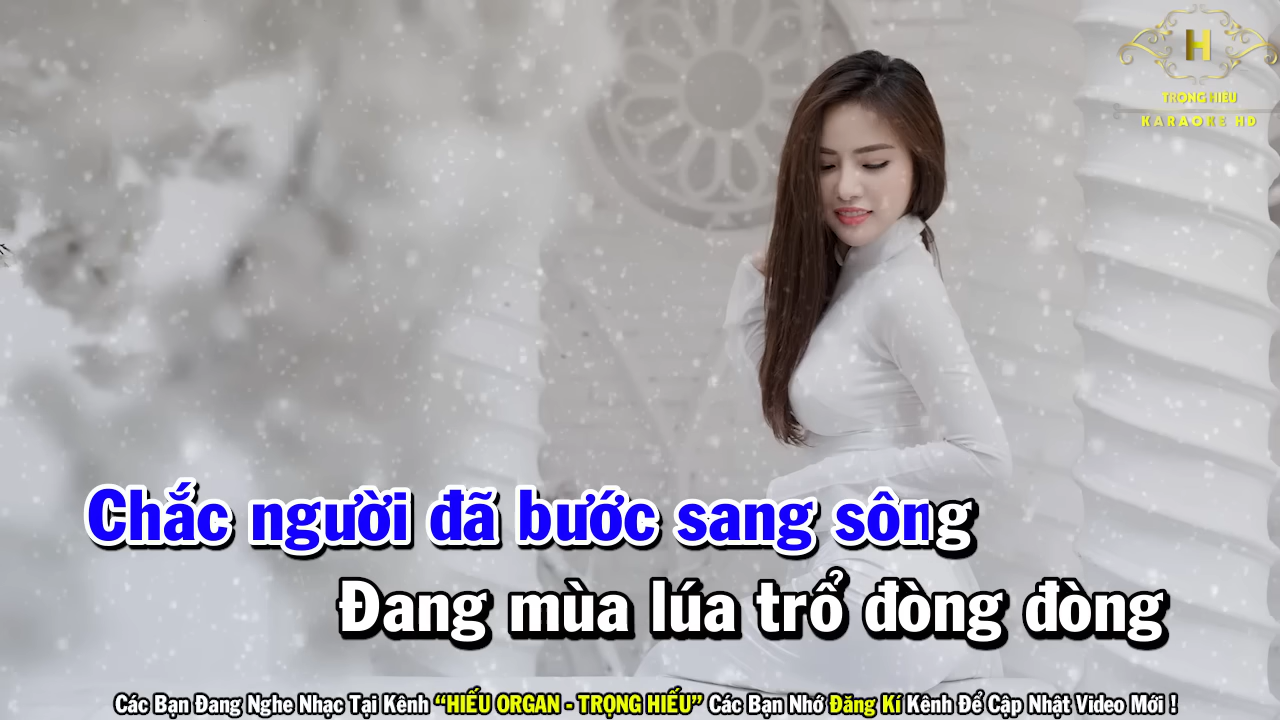 H
TRỌNG HIẾU
KARAOKE HD
Chắc người đã bước sang sông
Đang mùa lúa trổ đòng đòng
Các Bạn Đang Nghe Nhạc Tại Kênh “HIẾU ORGAN - TRỌNG HIẾU” Các Bạn Nhớ Đăng Kí Kênh Để Cập Nhật Video Mới !